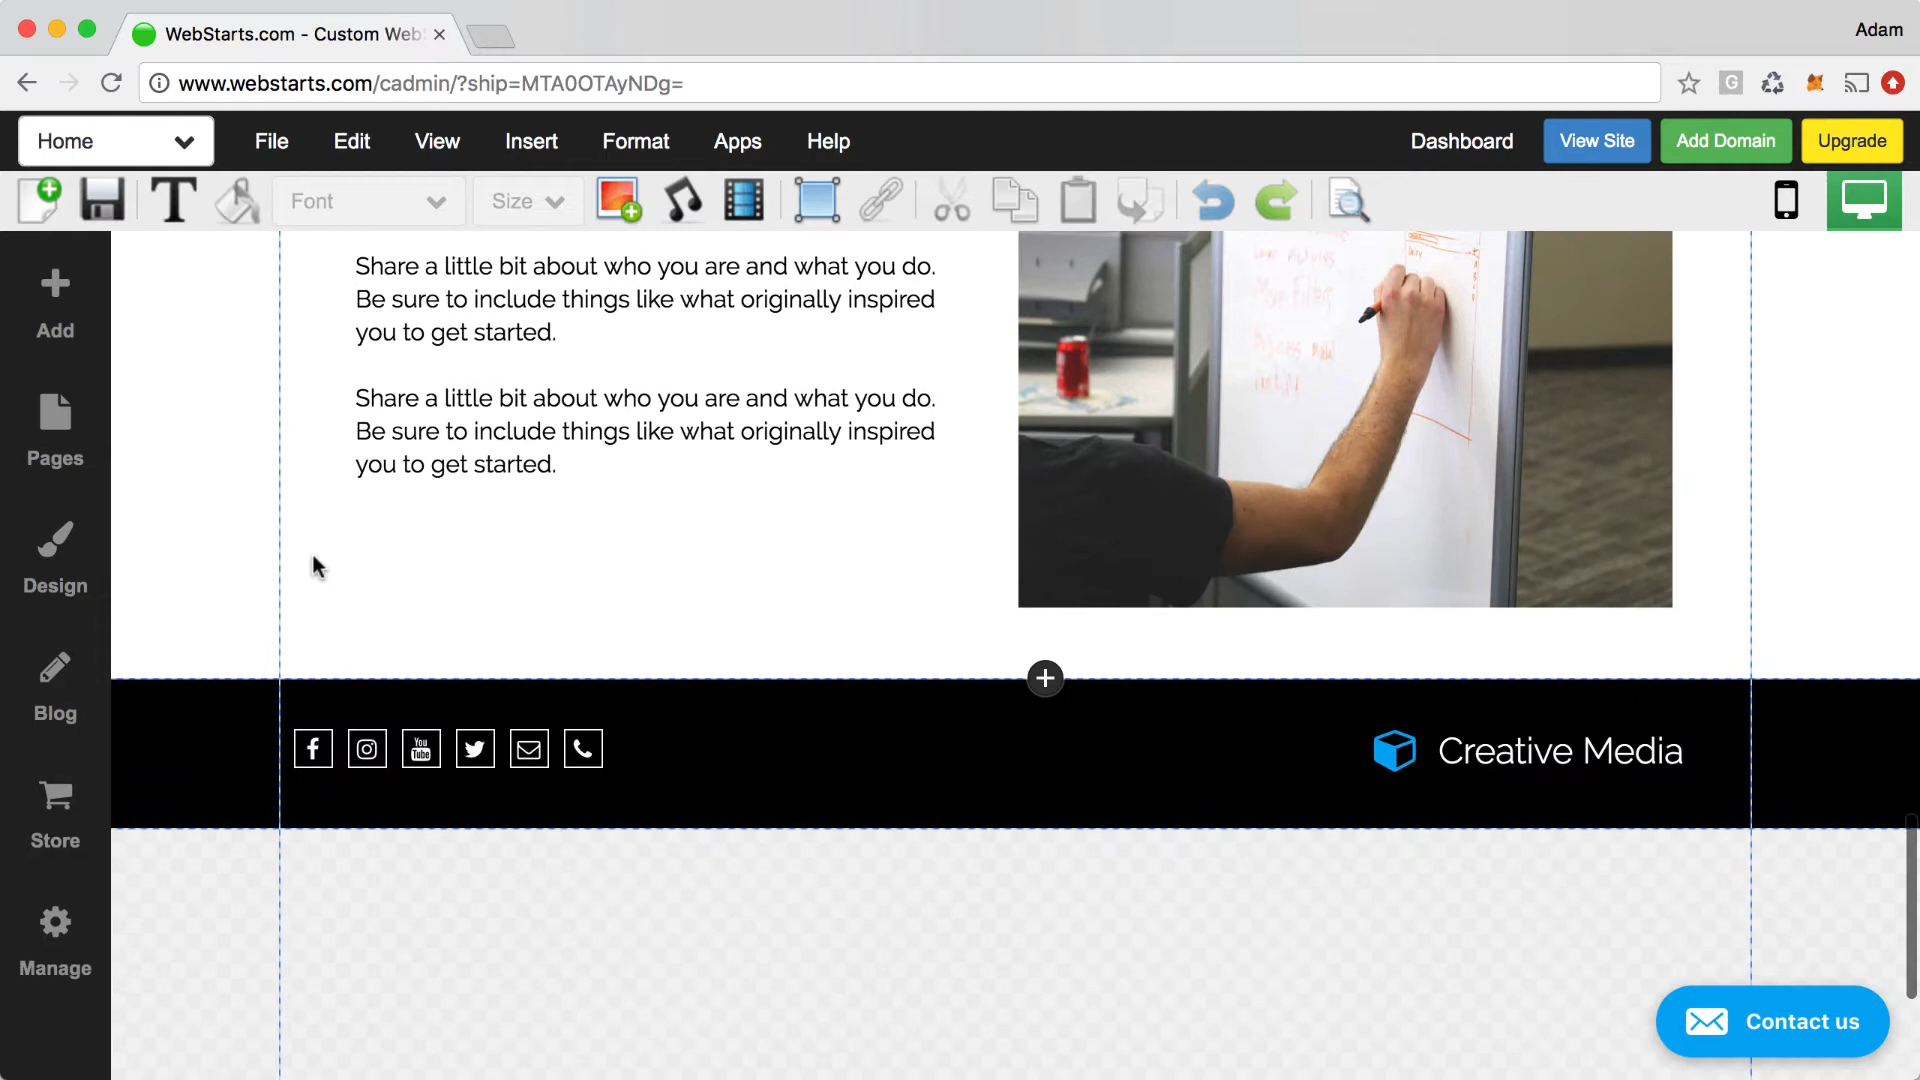 WebStarts.com - Custom Web
Adam
www.webstarts.com/cadmin/?ship=MTA0OTAyNDg=
Home File Edit View Insert Format Apps Help Dashboard View Site Add Domain Upgrade
T Font Size
Add
Pages
Design
Blog
Store
Manage
Share a little bit about who you are and what you do.
Be sure to include things like what originally inspired
you to get started.
Share a little bit about who you are and what you do.
Be sure to include things like what originally inspired
you to get started.
You Tube
Creative Media
Contact us